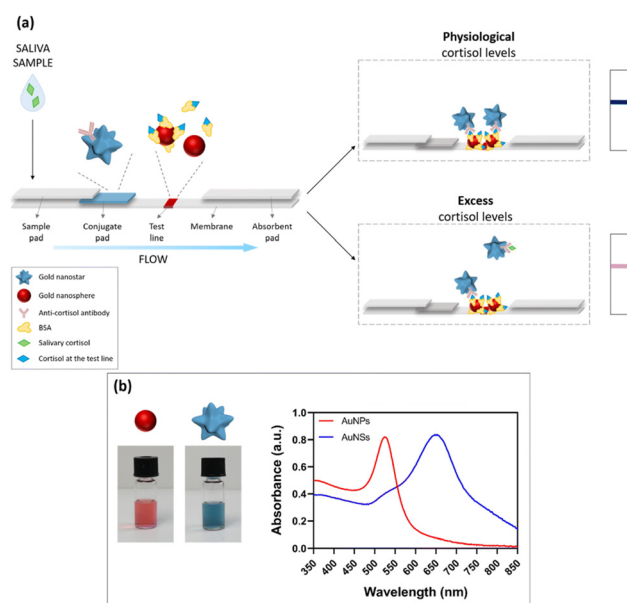 (a)
SALIVA
SAMPLE
Physiological
cortisol levels
Excess
cortisol levels
Sample
pad
Conjugate
pad
Test
line
Membrane
Absorbent
pad
FLOW
Gold nanostar
Gold nanosphere
Anti-cortisol antibody
BSA
Salivary cortisol
Cortisol at the test line
(b)
AuNPs
AuNSs
Absorbance (a.u.)
1.0
0.8
0.6
0.4
0.2
0.0
350
400
450
500
550
600
650
700
750
800
850
Wavelength (nm)